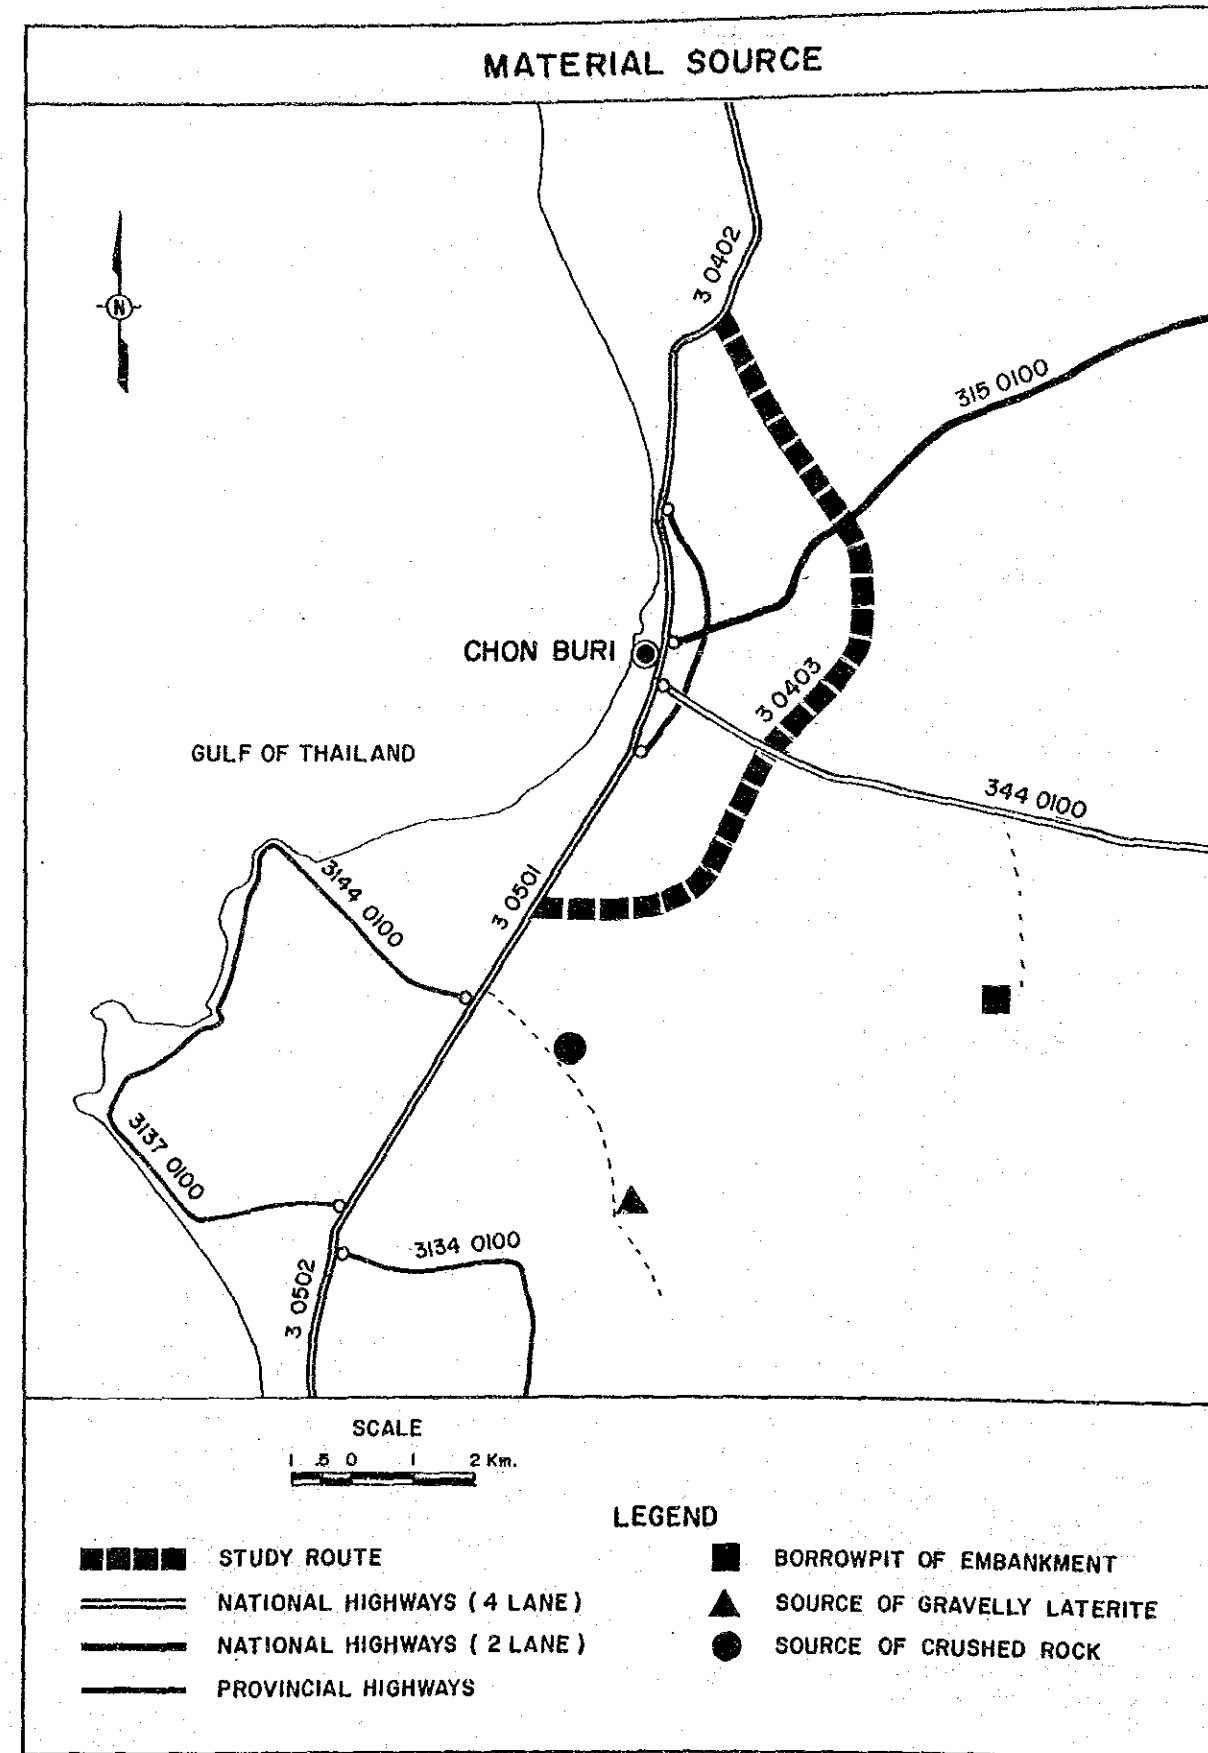 MATERIAL SOURCE
3 0402
N
315 0100
CHON BURI
3 0403
GULF OF THAILAND
344 0100
3144 0100
3 0501
3137 0100
3134 0100
3 0502
SCALE
1 .5 0 1 2 Km.
LEGEND
STUDY ROUTE
NATIONAL HIGHWAYS ( 4 LANE )
NATIONAL HIGHWAYS ( 2 LANE )
PROVINCIAL HIGHWAYS
BORROWPIT OF EMBANKMENT
SOURCE OF GRAVELLY LATERITE
SOURCE OF CRUSHED ROCK